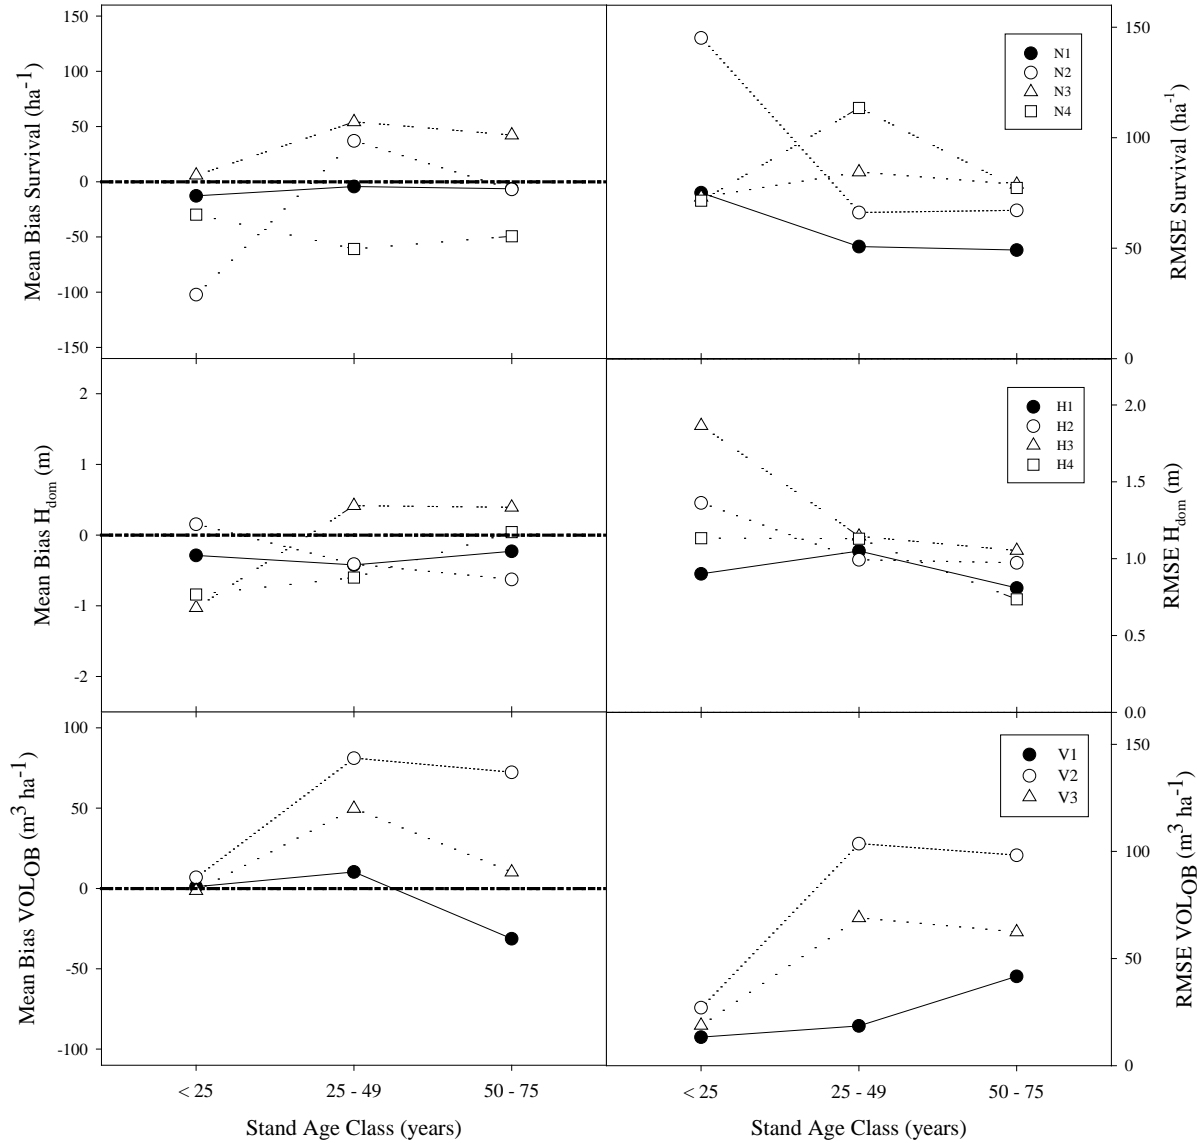 Mean Bias Survival (ha-1)
150
100
50
0
-50
-100
-150
N1
N2
N3
N4
150
100
50
0
RMSE Survival (ha-1)
Mean Bias Hdom (m)
2
1
0
-1
-2
H1
H2
H3
H4
2.0
1.5
1.0
0.5
0.0
RMSE Hdom (m)
Mean Bias VOLOB (m3 ha-1)
100
50
0
-50
-100
V1
V2
V3
150
100
50
0
RMSE VOLOB (m3 ha-1)
< 25
25 - 49
50 - 75
< 25
25 - 49
50 - 75
Stand Age Class (years)
Stand Age Class (years)